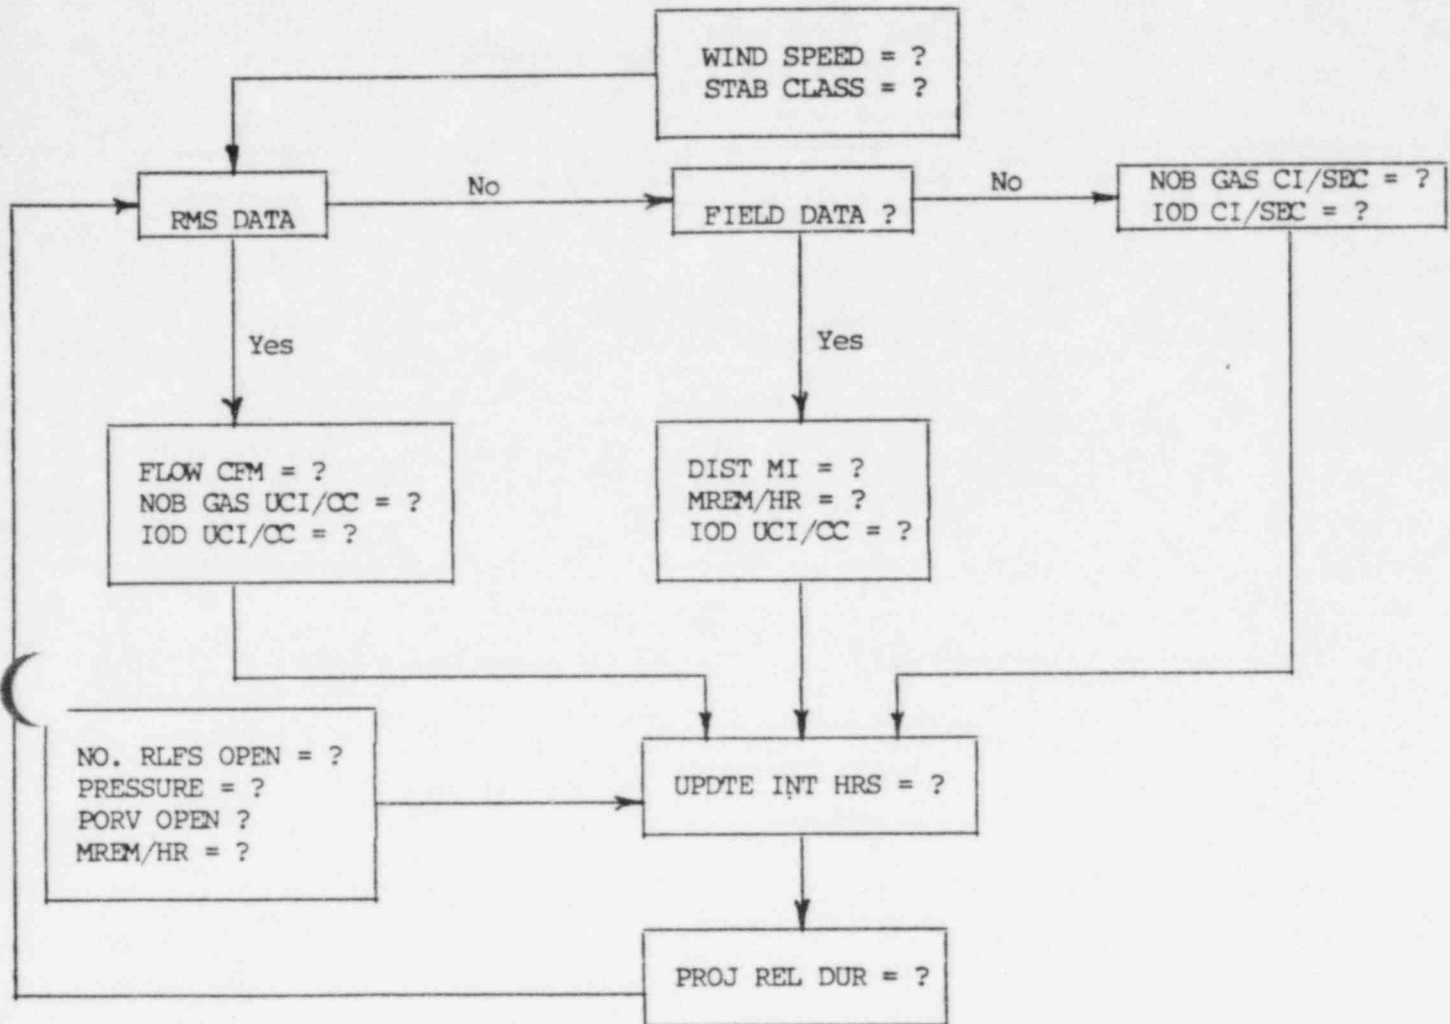 WIND SPEED = ?
STAB CLASS = ?
RMS DATA
No
FIELD DATA ?
No
NOB GAS CI/SEC = ?
IOD CI/SEC = ?
Yes
Yes
FLOW CFM = ?
NOB GAS UCI/CC = ?
IOD UCI/CC = ?
DIST MI = ?
MREM/HR = ?
IOD UCI/CC = ?
NO. RLFS OPEN = ?
PRESSURE = ?
PORV OPEN ?
MREM/HR = ?
UPDTE INT HRS = ?
PROJ REL DUR = ?